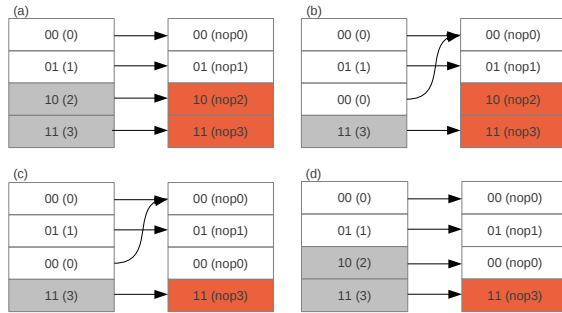 (a)
00 (0)
00 (nop0)
01 (1)
01 (nop1)
10 (2)
10 (nop2)
11 (3)
11 (nop3)
(b)
00 (0)
00 (nop0)
01 (1)
01 (nop1)
00 (0)
10 (nop2)
11 (3)
11 (nop3)
(c)
00 (0)
00 (nop0)
01 (1)
01 (nop1)
00 (0)
00 (nop0)
11 (3)
11 (nop3)
(d)
00 (0)
00 (nop0)
01 (1)
01 (nop1)
10 (2)
00 (nop0)
11 (3)
11 (nop3)